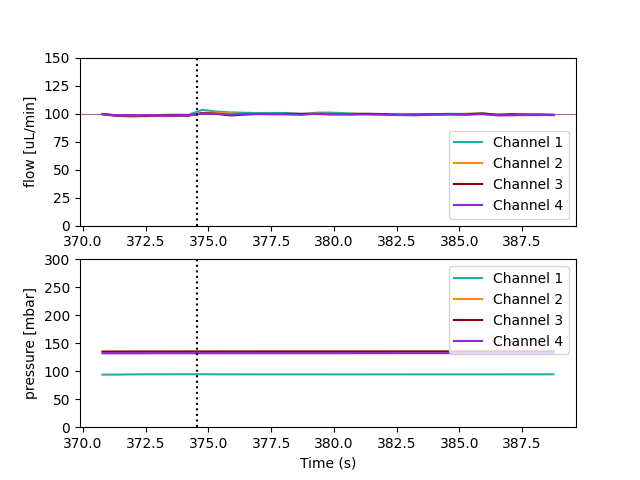 flow [uL/min]
150
125
100
75
50
25
0
Channel 1
Channel 2
Channel 3
Channel 4
370.0 372.5 375.0 377.5 380.0 382.5 385.0 387.5
pressure [mbar]
300
250
200
150
100
50
0
Channel 1
Channel 2
Channel 3
Channel 4
370.0 372.5 375.0 377.5 380.0 382.5 385.0 387.5
Time (s)